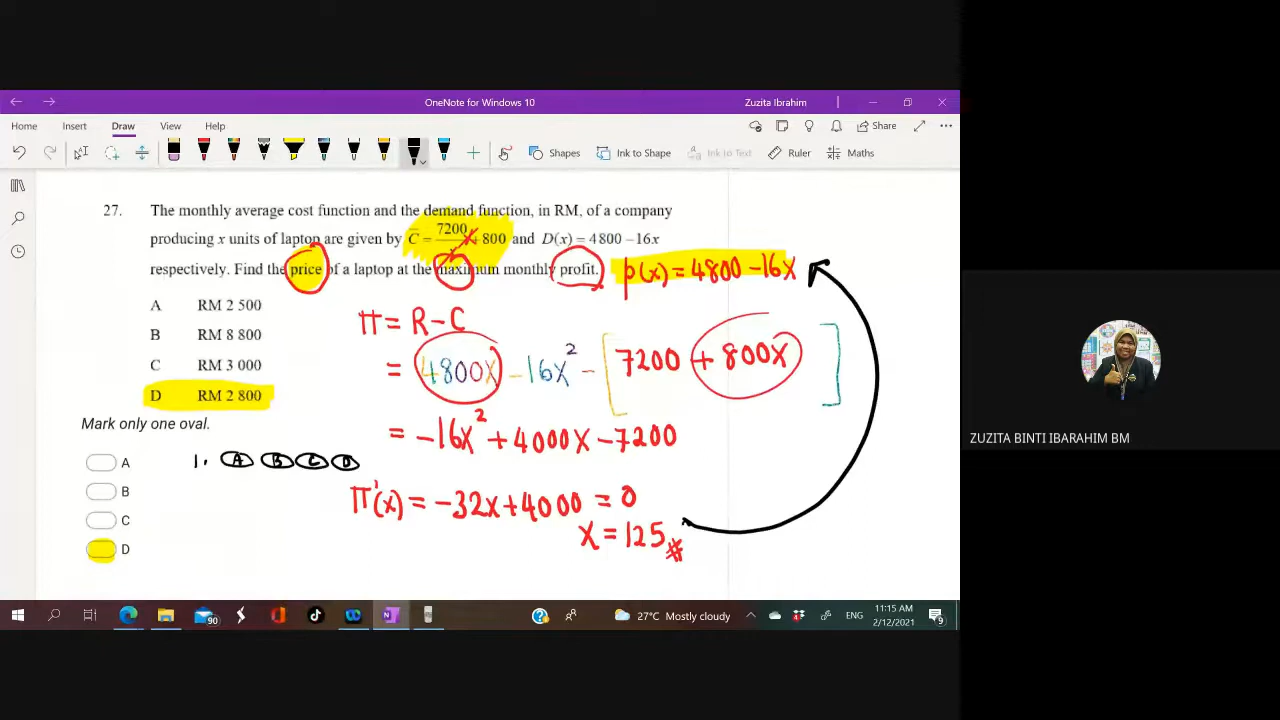 OneNote for Windows 10
Zuzita Ibrahim
Home Insert Draw View Help
Share
Shapes Ink to Shape Ink to Text Ruler Maths
27. The monthly average cost function and the demand function, in RM, of a company
producing x units of laptop are given by C̄ = 7200/x + 800 and D(x) = 4800 – 16x
respectively. Find the price of a laptop at the maximum monthly profit.
p(x) = 4800 - 16x
A RM 2 500
B RM 8 800
C RM 3 000
D RM 2 800
π = R - C
= 4800x - 16x² - [7200 + 800x]
= -16x² + 4000x - 7200
Mark only one oval.
A
B
C
D
1. A B C D
π'(x) = -32x + 4000 = 0
x = 125 #
ZUZITA BINTI IBARAHIM BM
90
27°C Mostly cloudy
ENG
11:15 AM
2/12/2021
9